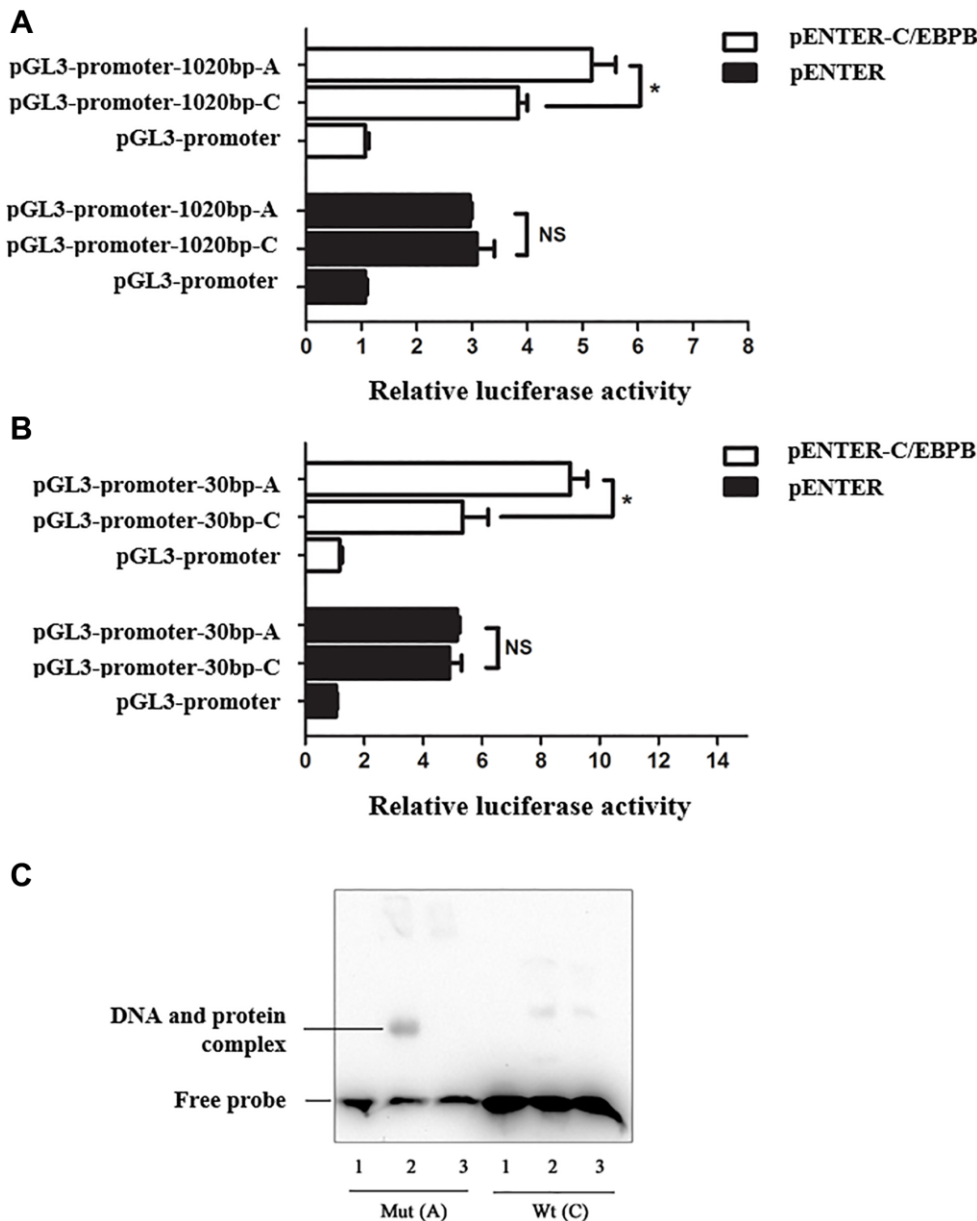 A
pGL3-promoter-1020bp-A
pGL3-promoter-1020bp-C
pGL3-promoter
pGL3-promoter-1020bp-A
pGL3-promoter-1020bp-C
pGL3-promoter
*
NS
pENTER-C/EBPB
pENTER
0 1 2 3 4 5 6 7 8
Relative luciferase activity
B
pGL3-promoter-30bp-A
pGL3-promoter-30bp-C
pGL3-promoter
pGL3-promoter-30bp-A
pGL3-promoter-30bp-C
pGL3-promoter
*
NS
pENTER-C/EBPB
pENTER
0 2 4 6 8 10 12 14
Relative luciferase activity
C
DNA and protein
complex
Free probe
1 2 3 1 2 3
Mut (A) Wt (C)